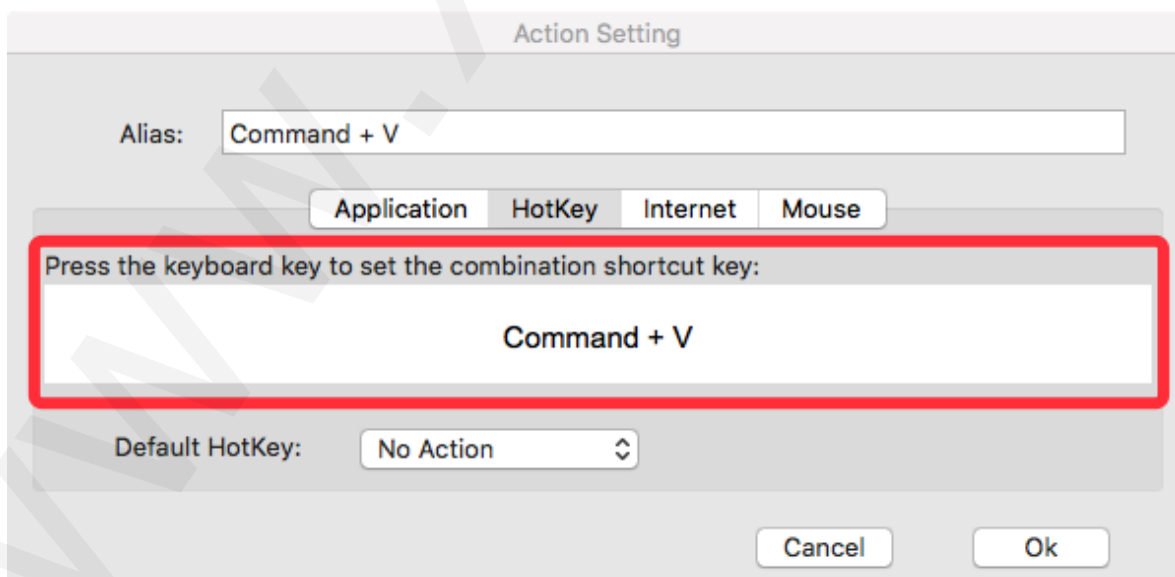 Action Setting
Alias: Command + V
Application HotKey Internet Mouse
Press the keyboard key to set the combination shortcut key:
Command + V
Default HotKey: No Action
Cancel Ok